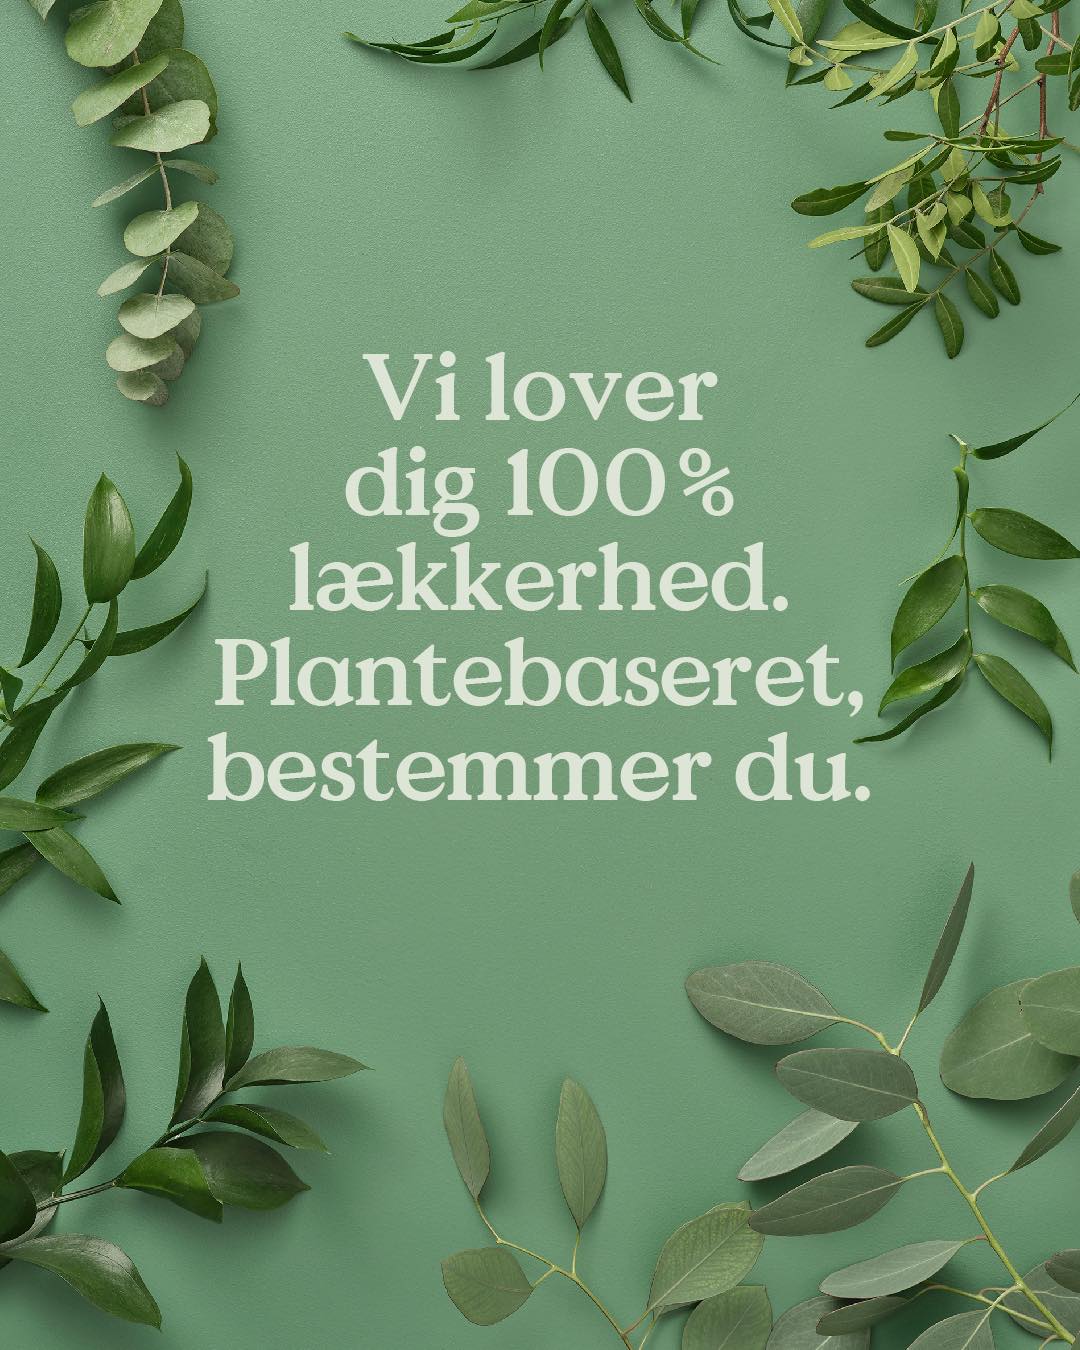 Vi lover
dig 100 %
lækkerhed.
Plantebaseret,
bestemmer du.